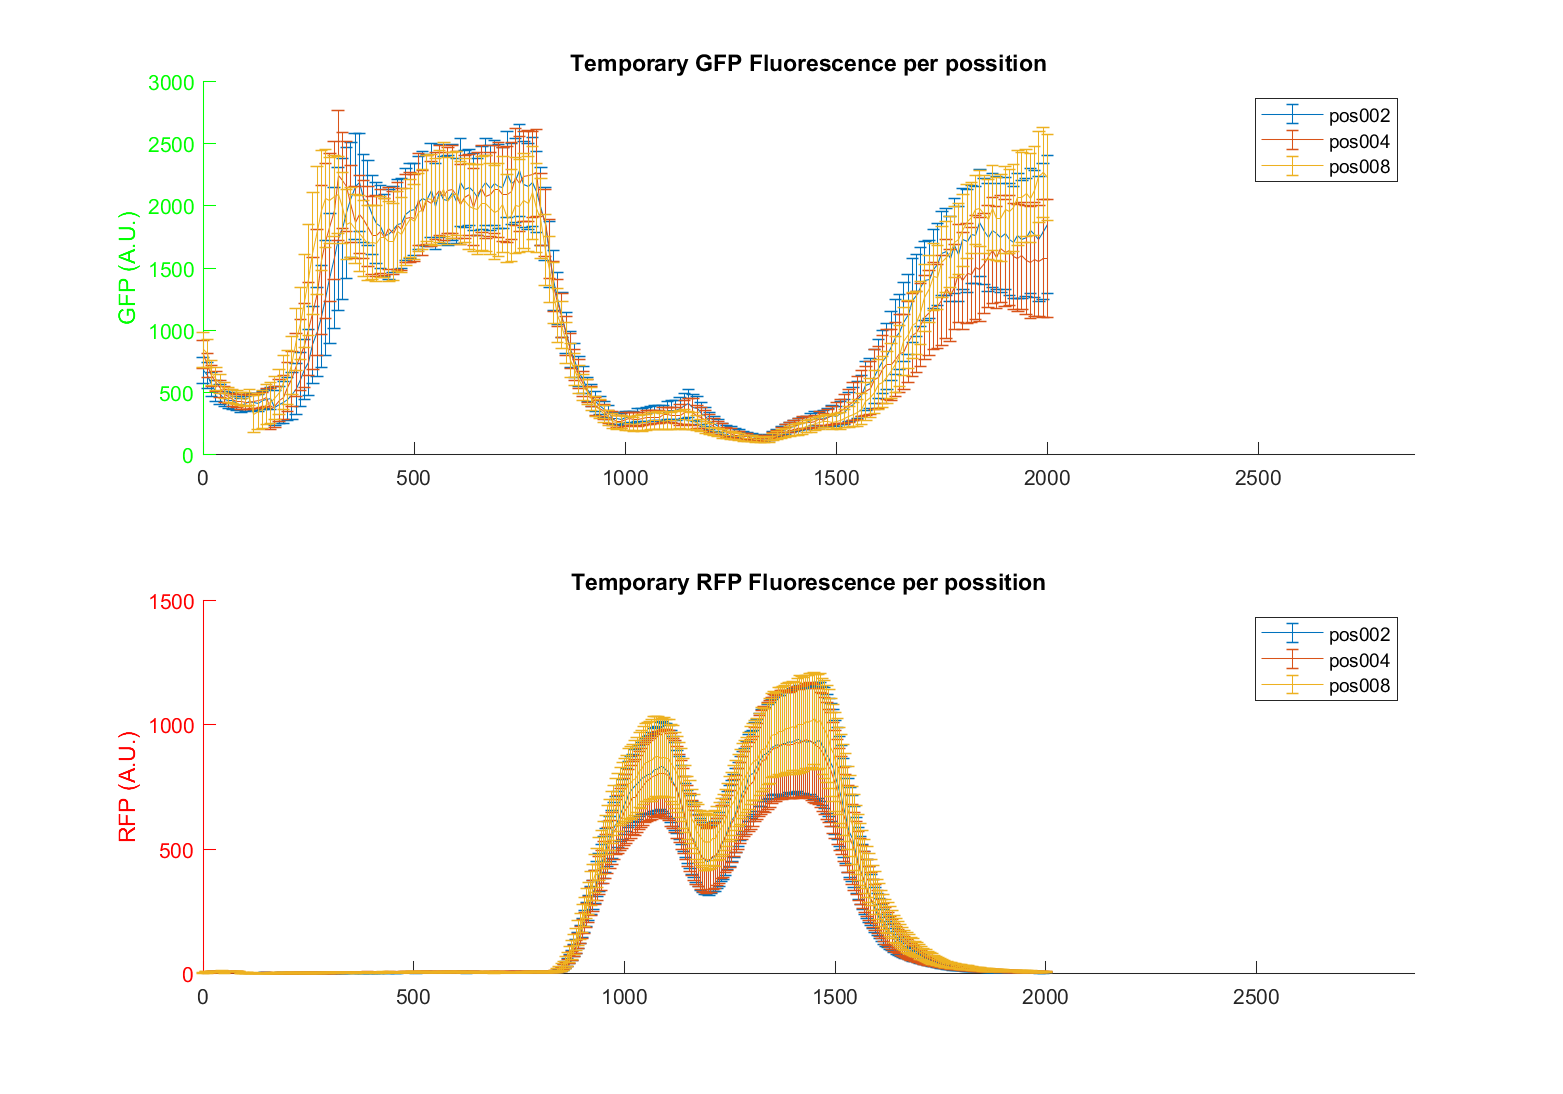 Temporary GFP Fluorescence per possition
3000
2500
2000
1500
1000
500
0
GFP (A.U.)
0 500 1000 1500 2000 2500
pos002
pos004
pos008
Temporary RFP Fluorescence per possition
1500
1000
500
0
RFP (A.U.)
0 500 1000 1500 2000 2500
pos002
pos004
pos008